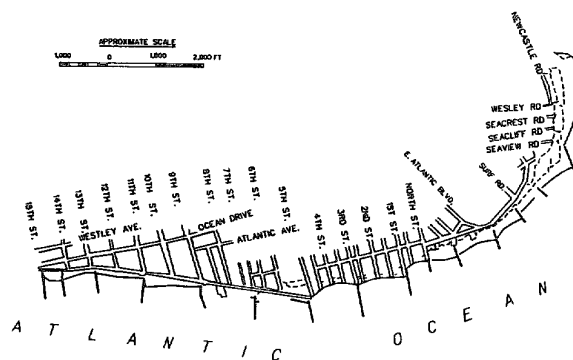 APPROXIMATE SCALE
1,000 0 1,000 2,000 FT
NEWCASTLE RD
WESLEY RD
SEACREST RD
SEACLIFF RD
SEAVIEW RD
SURF RD.
E. ATLANTIC BLVD.
NORTH ST.
1ST ST.
2ND ST.
3RD ST.
4TH ST.
5TH ST.
6TH ST.
7TH ST.
8TH ST.
9TH ST.
10TH ST.
11TH ST.
12TH ST.
13TH ST.
14TH ST.
15TH ST.
OCEAN DRIVE
WESTLEY AVE.
ATLANTIC AVE.
ATLANTIC OCEAN